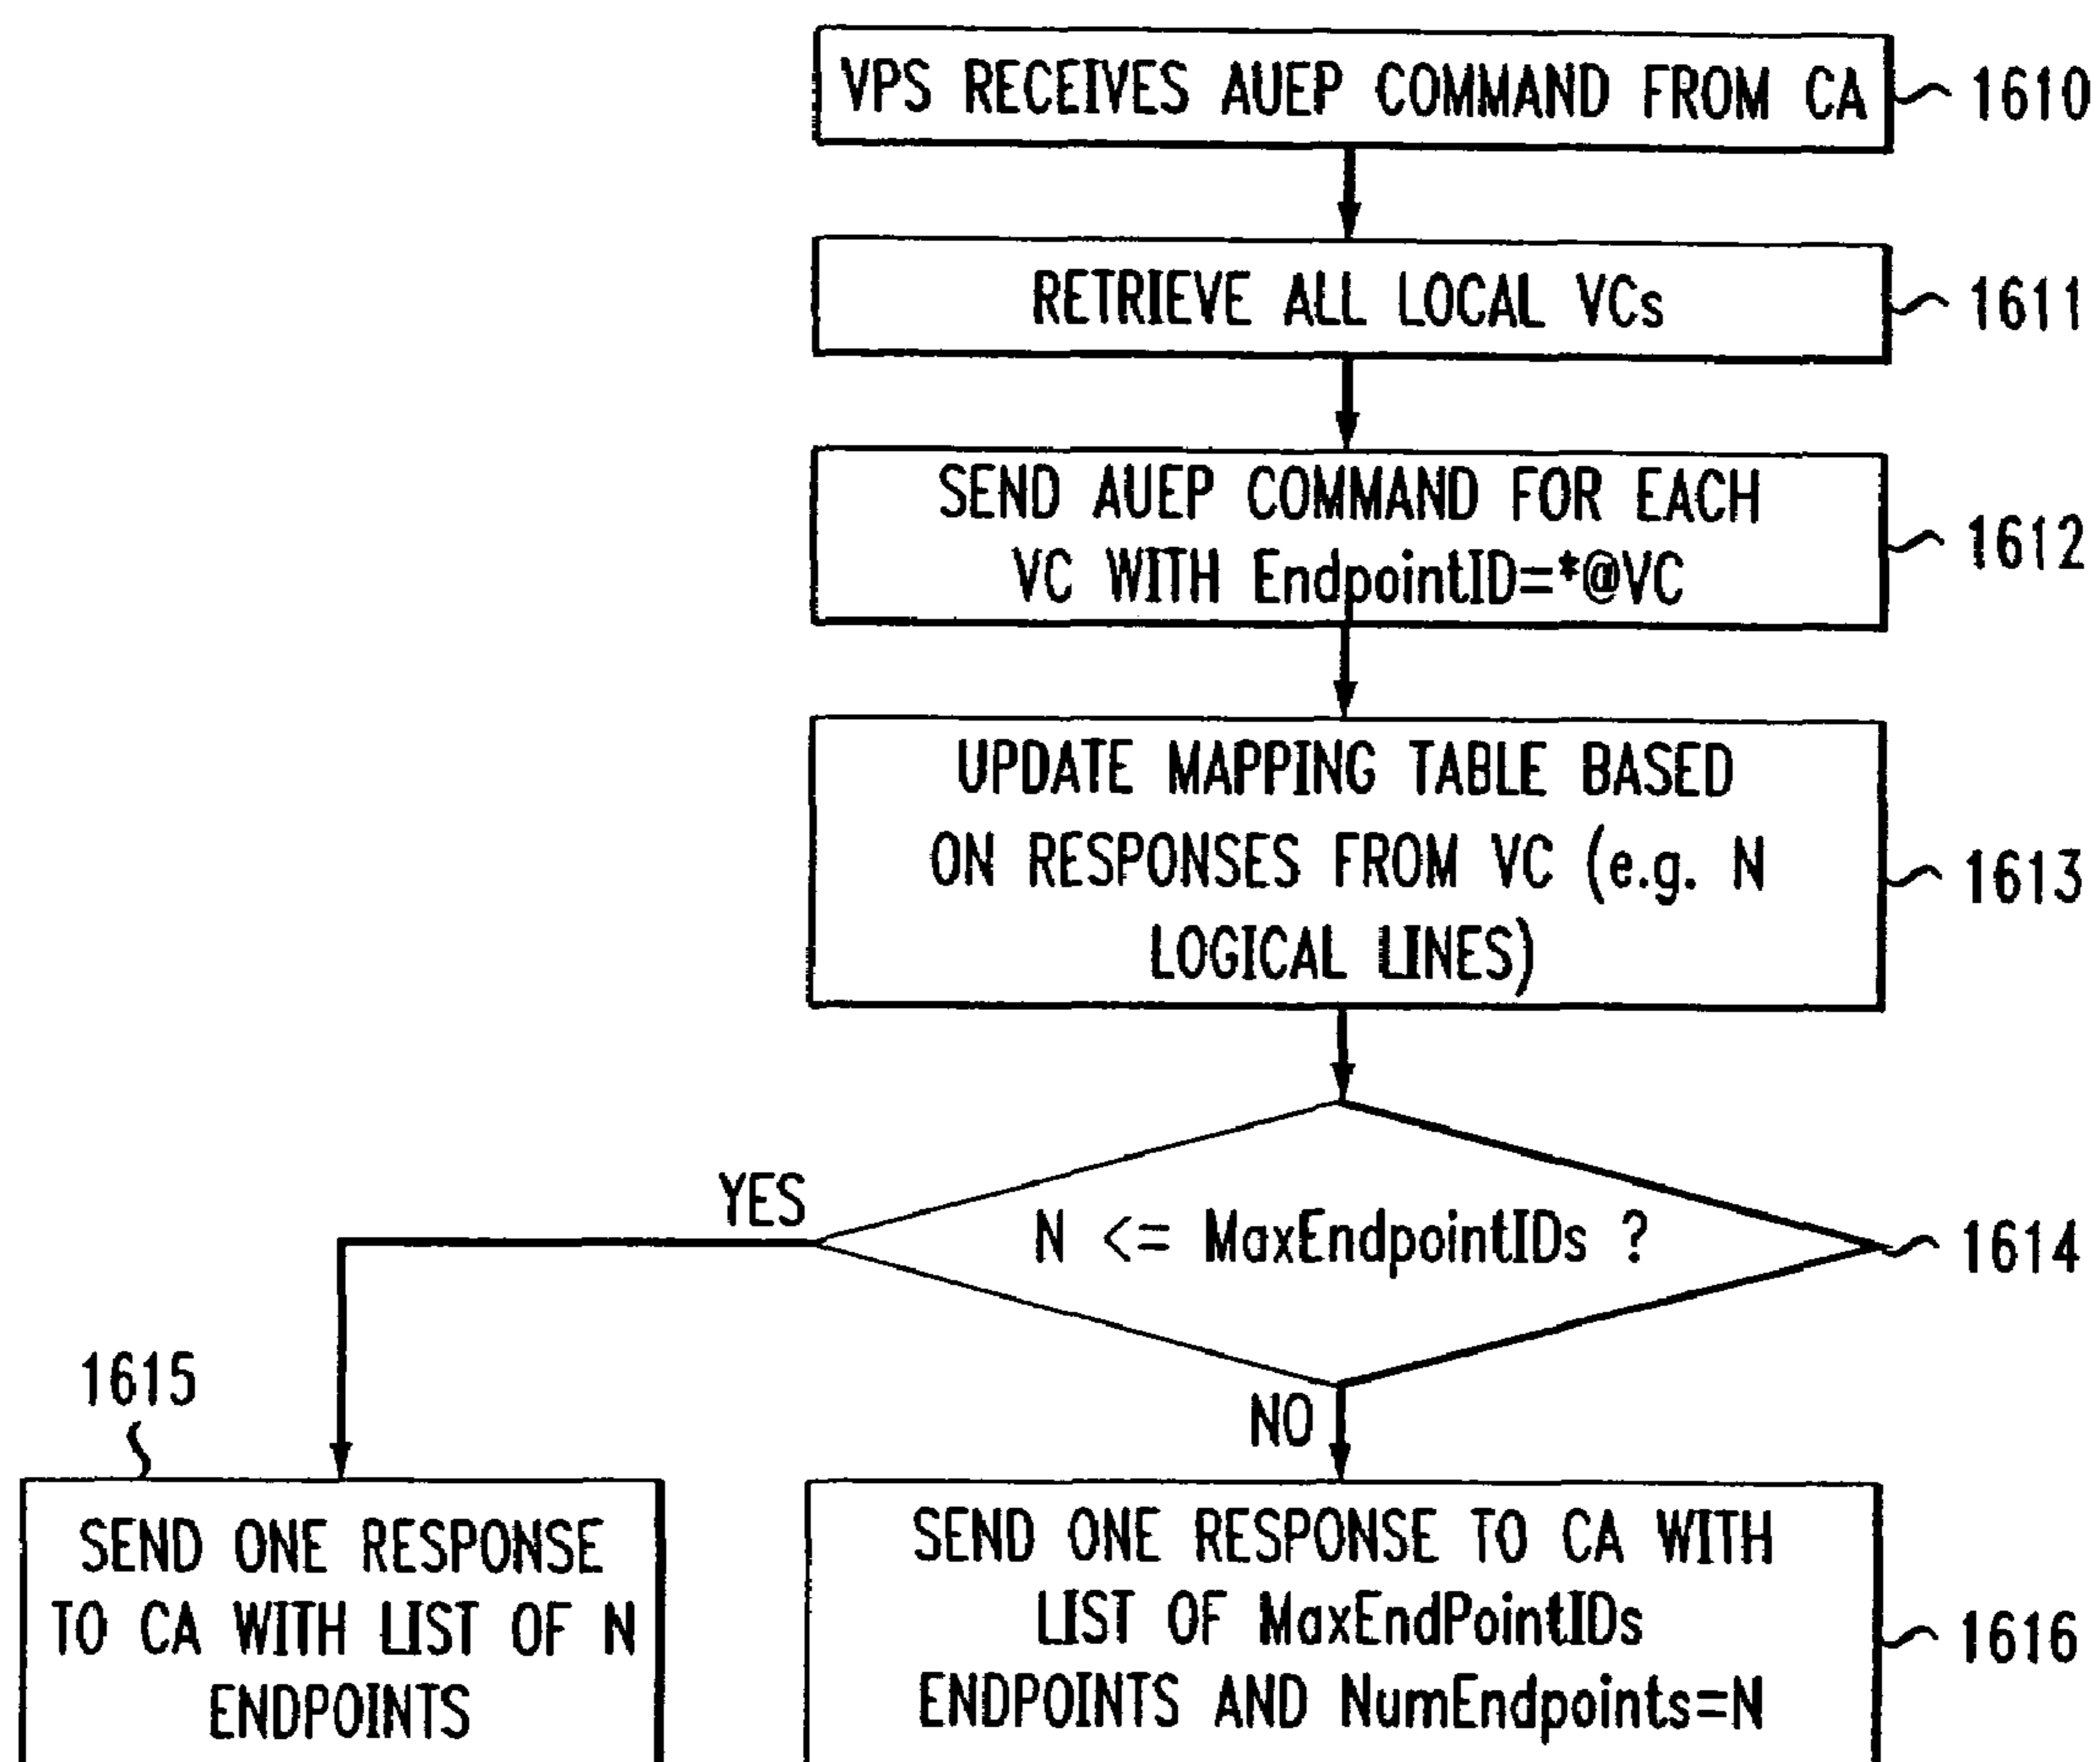 VPS RECEIVES AUEP COMMAND FROM CA
1610
RETRIEVE ALL LOCAL VCs
1611
SEND AUEP COMMAND FOR EACH
VC WITH EndpointID=*@VC
1612
UPDATE MAPPING TABLE BASED
ON RESPONSES FROM VC (e.g. N
LOGICAL LINES)
1613
N <= MaxEndpointIDs ?
1614
YES
NO
1615
SEND ONE RESPONSE
TO CA WITH LIST OF N
ENDPOINTS
SEND ONE RESPONSE TO CA WITH
LIST OF MaxEndPointIDs
ENDPOINTS AND NumEndpoints=N
1616